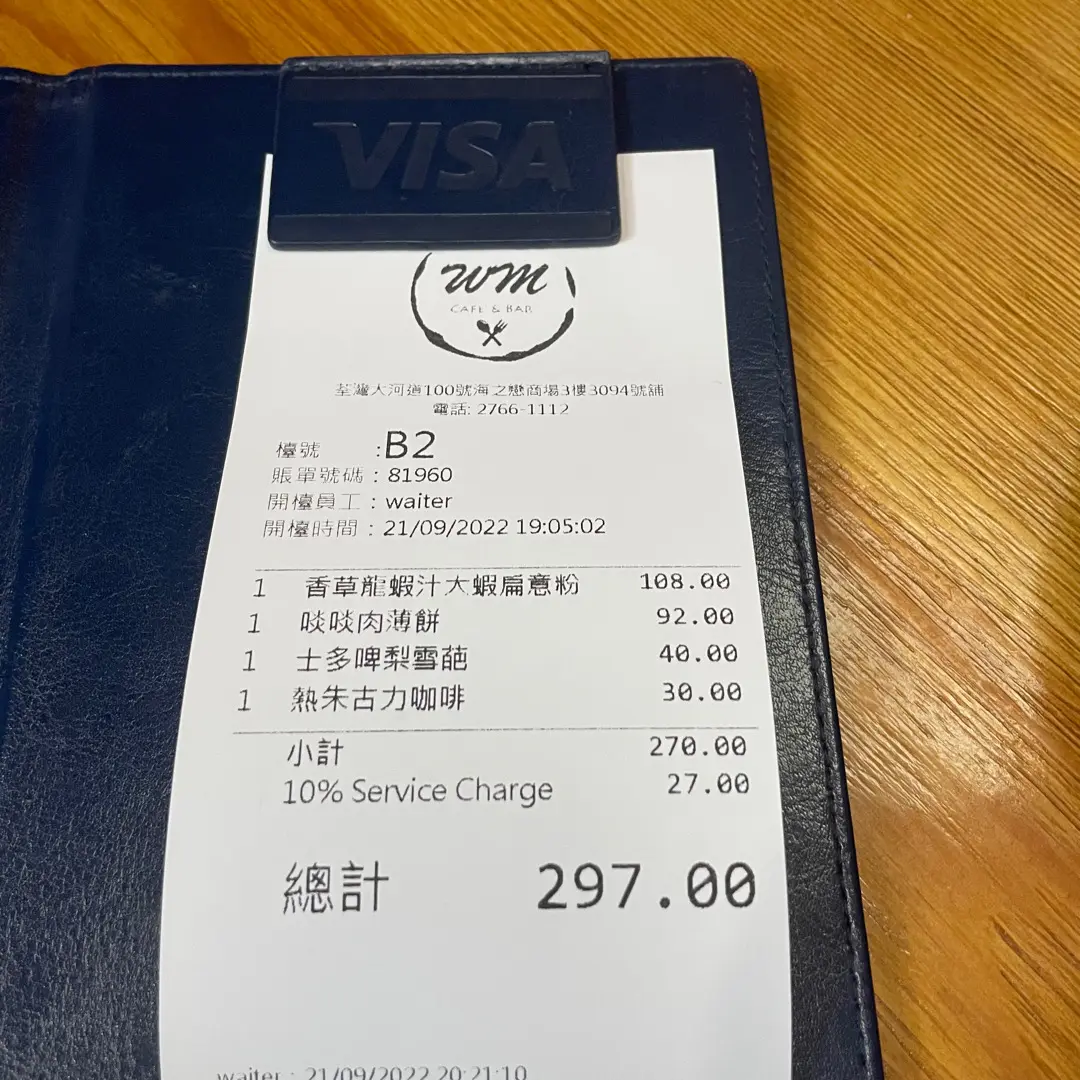 VISA
WM
CAFE & BAR
荃灣大河道100號海之戀商場3樓3094號舖
電話: 2766-1112
檯號 :B2
賬單號碼 : 81960
開檯員工 : waiter
開檯時間 : 21/09/2022 19:05:02
1 香草龍蝦汁大蝦扁意粉 108.00
1 啖啖肉薄餅 92.00
1 士多啤梨雪葩 40.00
1 熱朱古力咖啡 30.00
小計 270.00
10% Service Charge 27.00
總計 297.00
waiter : 21/09/2022 20:21:10